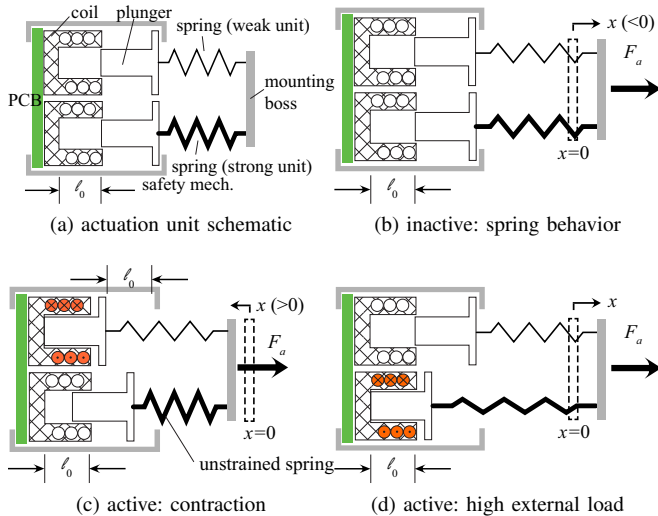 coil
plunger
spring (weak unit)
PCB
mounting
boss
spring (strong unit)
safety mech.
ℓ0
(a) actuation unit schematic
x (<0)
Fa
x=0
ℓ0
(b) inactive: spring behavior
ℓ0
x (>0)
Fa
x=0
ℓ0
unstrained spring
(c) active: contraction
x
Fa
x=0
ℓ0
(d) active: high external load